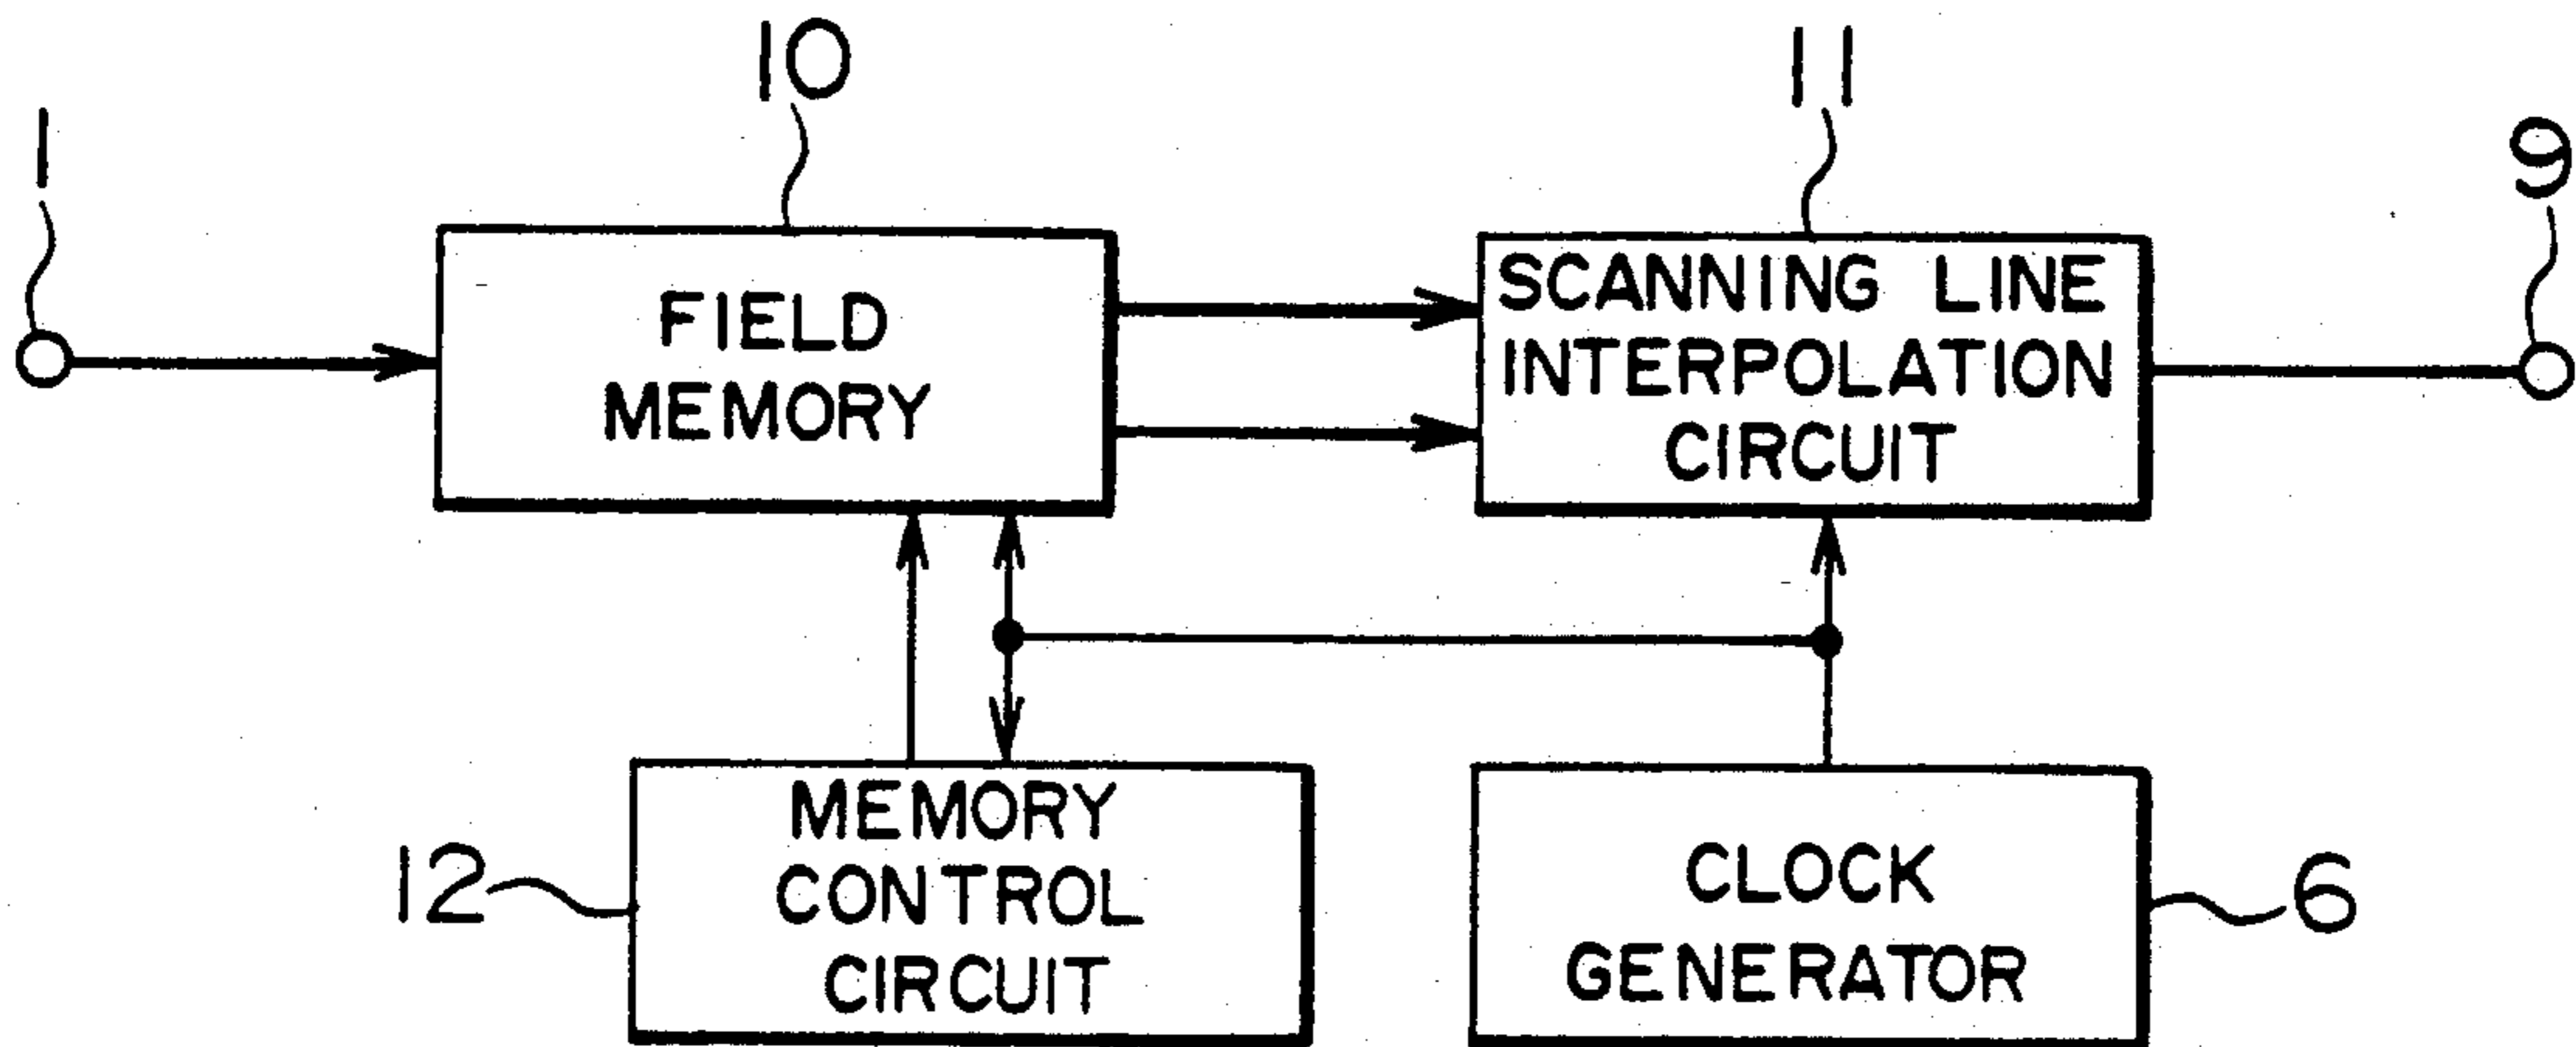 10
11
1
9
FIELD
MEMORY
SCANNING LINE
INTERPOLATION
CIRCUIT
12
MEMORY
CONTROL
CIRCUIT
CLOCK
GENERATOR
6